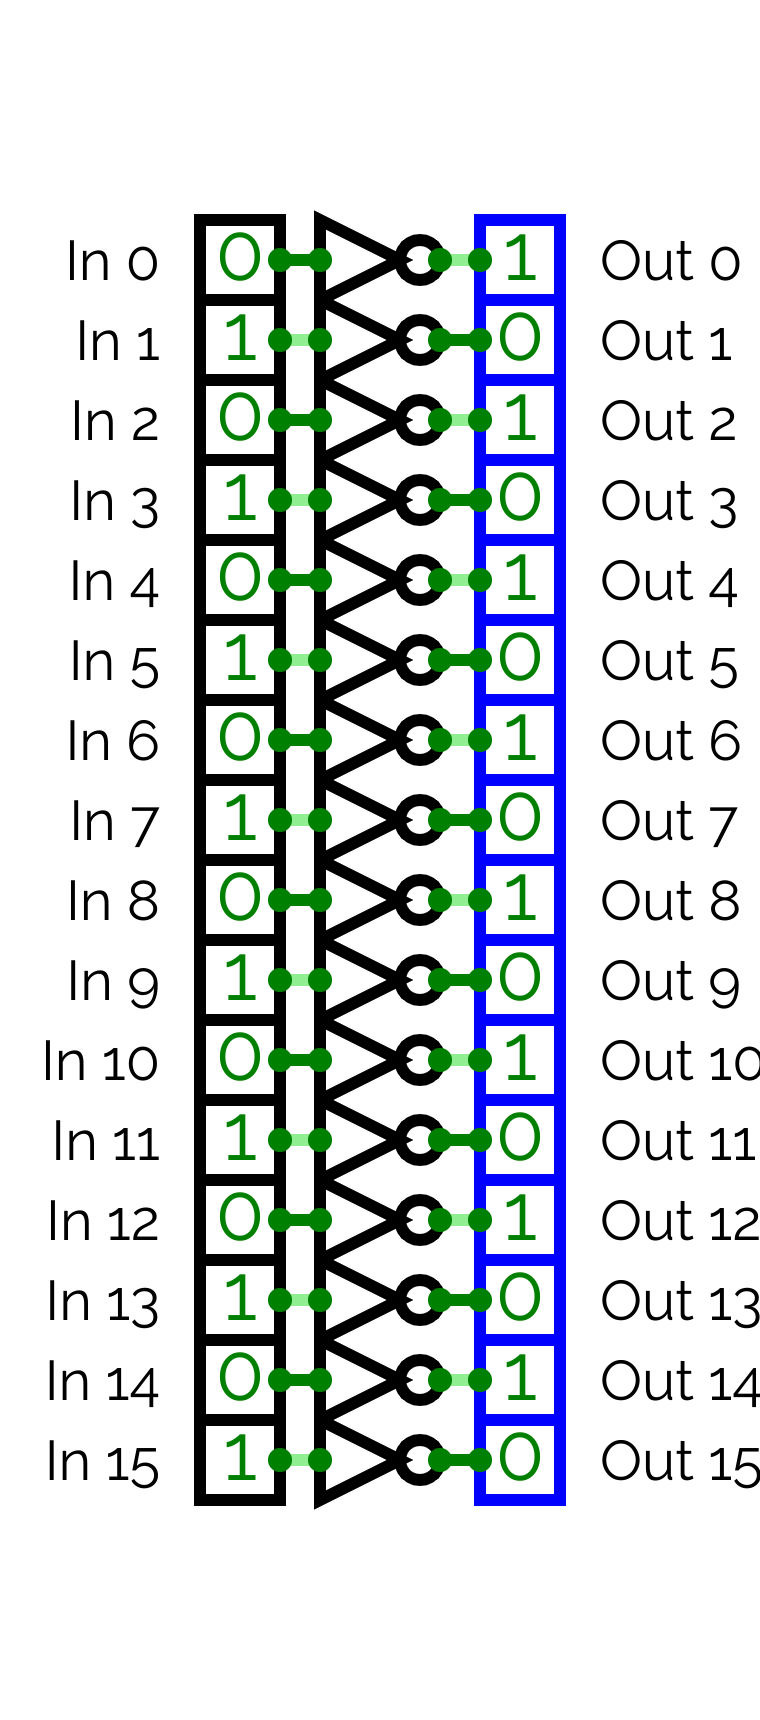 In 0 0 1 Out 0
In 1 1 0 Out 1
In 2 0 1 Out 2
In 3 1 0 Out 3
In 4 0 1 Out 4
In 5 1 0 Out 5
In 6 0 1 Out 6
In 7 1 0 Out 7
In 8 0 1 Out 8
In 9 1 0 Out 9
In 10 0 1 Out 10
In 11 1 0 Out 11
In 12 0 1 Out 12
In 13 1 0 Out 13
In 14 0 1 Out 14
In 15 1 0 Out 15